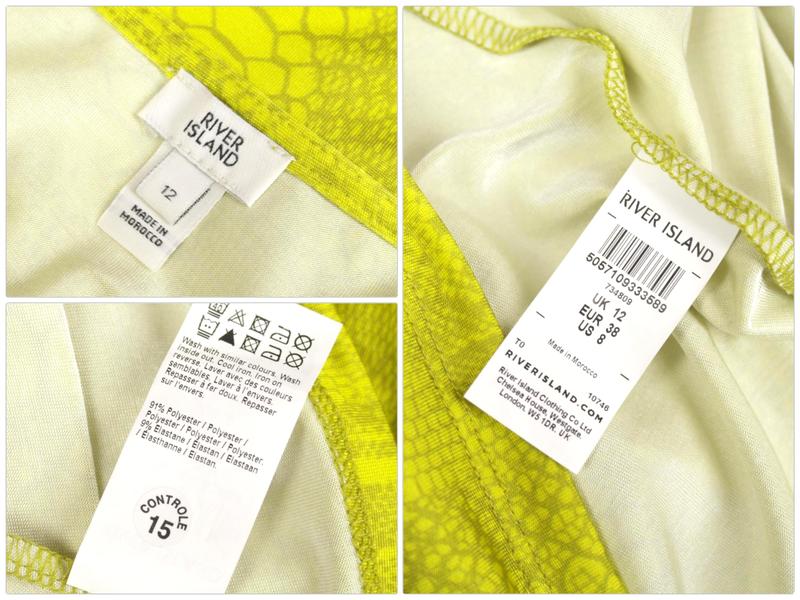 RIVER
ISLAND
12
MADE IN
MOROCCO
RIVER ISLAND
5057109333589
734809
UK 12
EUR 38
US 8
Made in Morocco
TO 10746
RIVERISLAND.COM
River Island Clothing Co Ltd
Chelsea House, Westgate,
London, W5 1DR. UK
Wash with similar colours. Wash
inside out. Cool iron. Iron on
reverse. Laver avec des couleurs
semblables. Laver à l'envers.
Repasser à fer doux. Repasser
sur l'envers.
91% Polyester / Polyester /
Polyester / Polyester / Polyester.
9% Elastane / Élastan / Elastaan
/ Élasthanne / Elastan.
CONTROLE
15